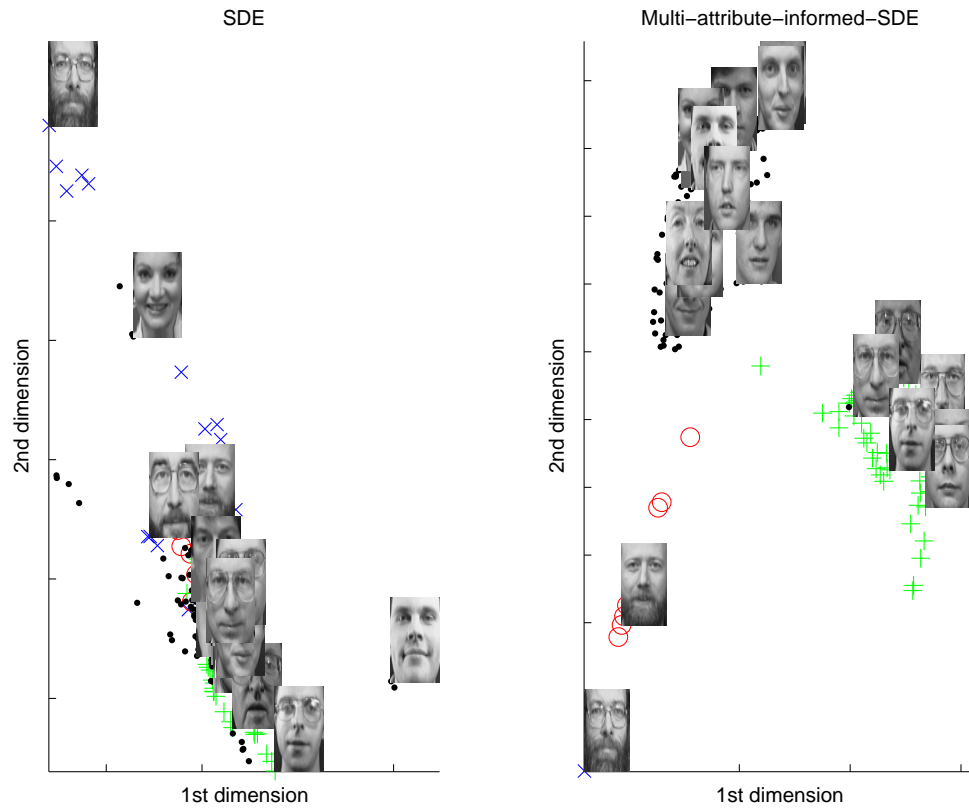 SDE
2nd dimension
1st dimension
Multi−attribute−informed−SDE
2nd dimension
1st dimension